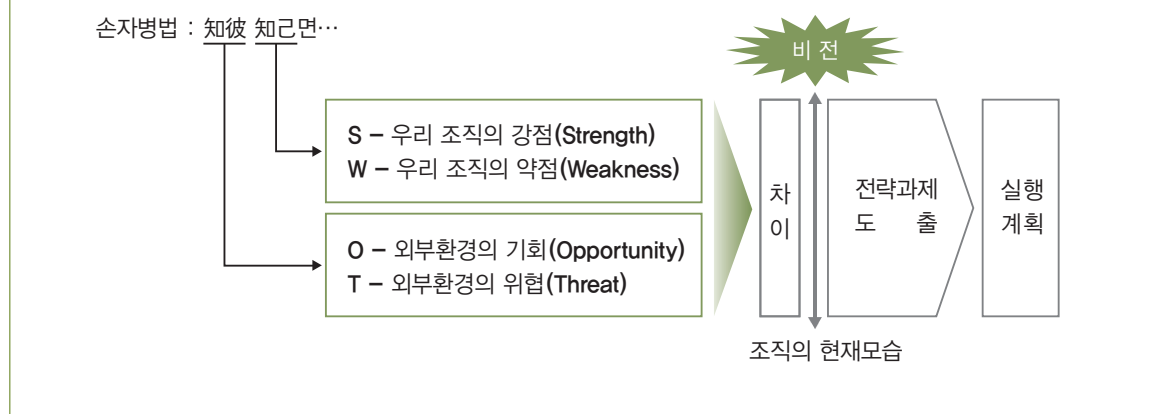 손자병법 : 知彼 知己면…
비 전
S – 우리 조직의 강점(Strength)
W – 우리 조직의 약점(Weakness)
O – 외부환경의 기회(Opportunity)
T – 외부환경의 위협(Threat)
차
이
전략과제
도 출
실행
계획
조직의 현재모습